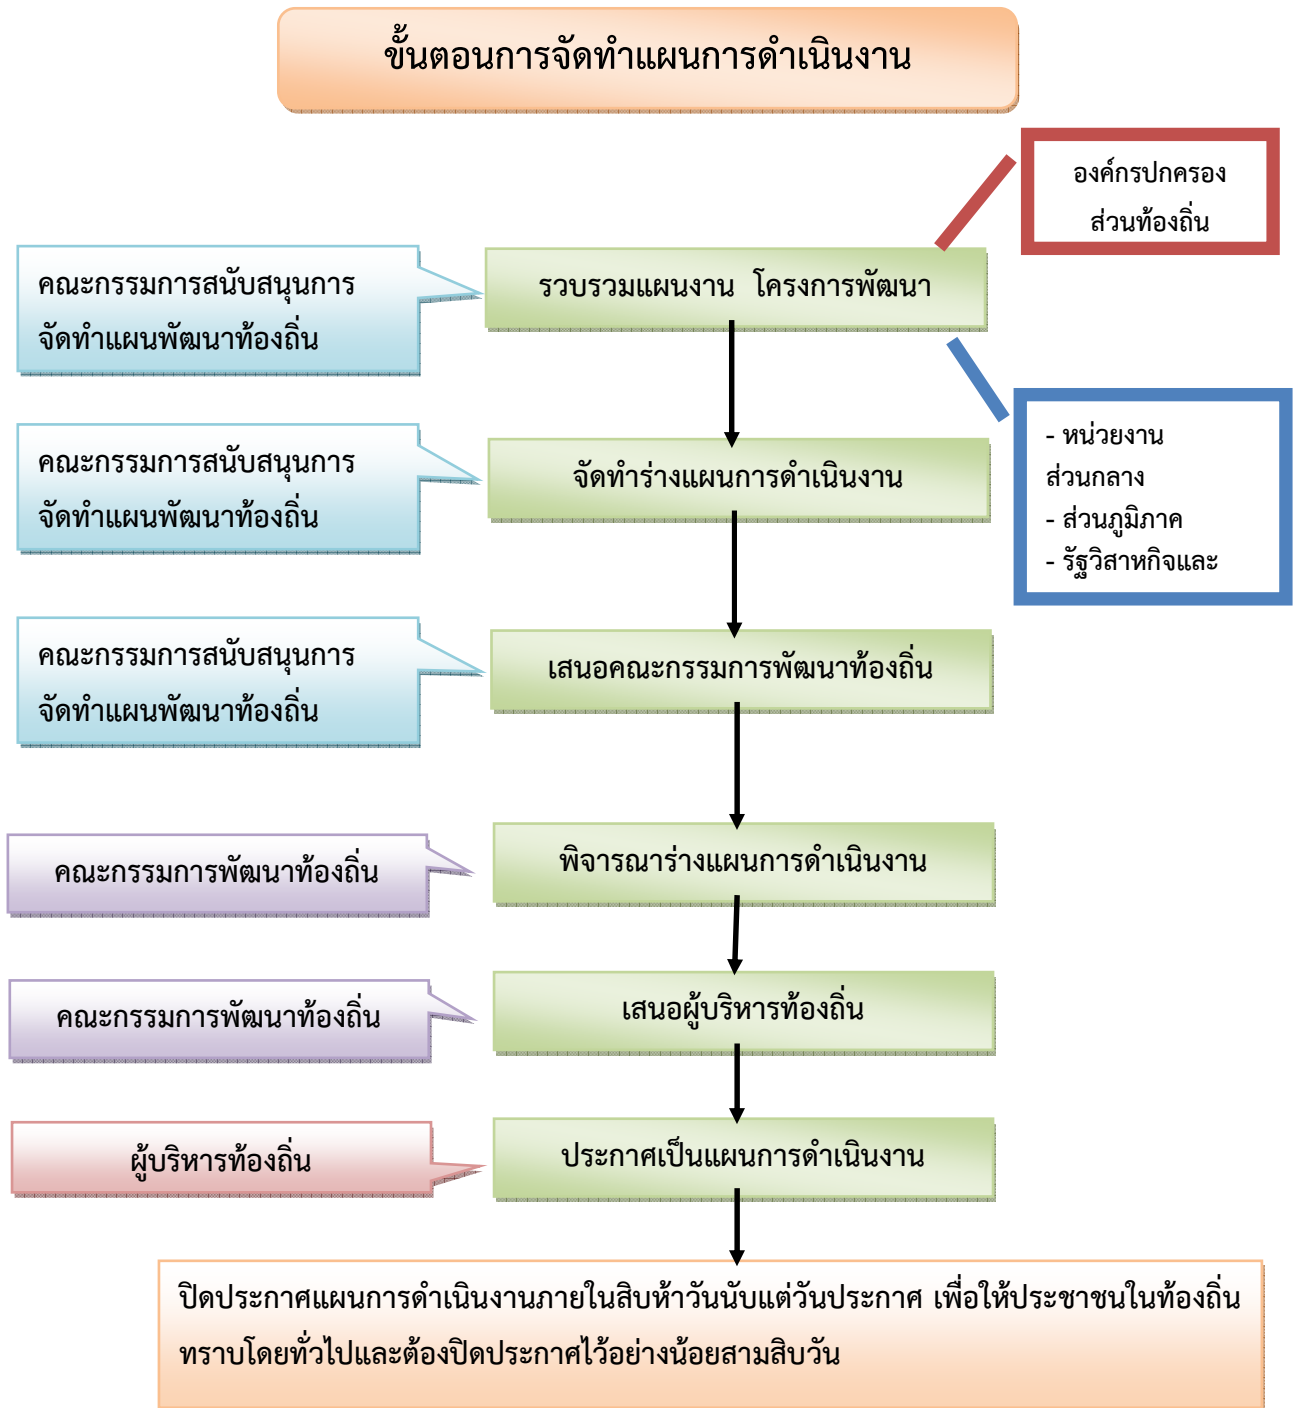 ขั้นตอนการจัดทำแผนการดำเนินงาน
องค์กรปกครอง
ส่วนท้องถิ่น
คณะกรรมการสนับสนุนการ
จัดทำแผนพัฒนาท้องถิ่น
รวบรวมแผนงาน โครงการพัฒนา
- หน่วยงาน
ส่วนกลาง
- ส่วนภูมิภาค
- รัฐวิสาหกิจและ
คณะกรรมการสนับสนุนการ
จัดทำแผนพัฒนาท้องถิ่น
จัดทำร่างแผนการดำเนินงาน
คณะกรรมการสนับสนุนการ
จัดทำแผนพัฒนาท้องถิ่น
เสนอคณะกรรมการพัฒนาท้องถิ่น
คณะกรรมการพัฒนาท้องถิ่น
พิจารณาร่างแผนการดำเนินงาน
คณะกรรมการพัฒนาท้องถิ่น
เสนอผู้บริหารท้องถิ่น
ผู้บริหารท้องถิ่น
ประกาศเป็นแผนการดำเนินงาน
ปิดประกาศแผนการดำเนินงานภายในสิบห้าวันนับแต่วันประกาศ เพื่อให้ประชาชนในท้องถิ่น
ทราบโดยทั่วไปและต้องปิดประกาศไว้อย่างน้อยสามสิบวัน